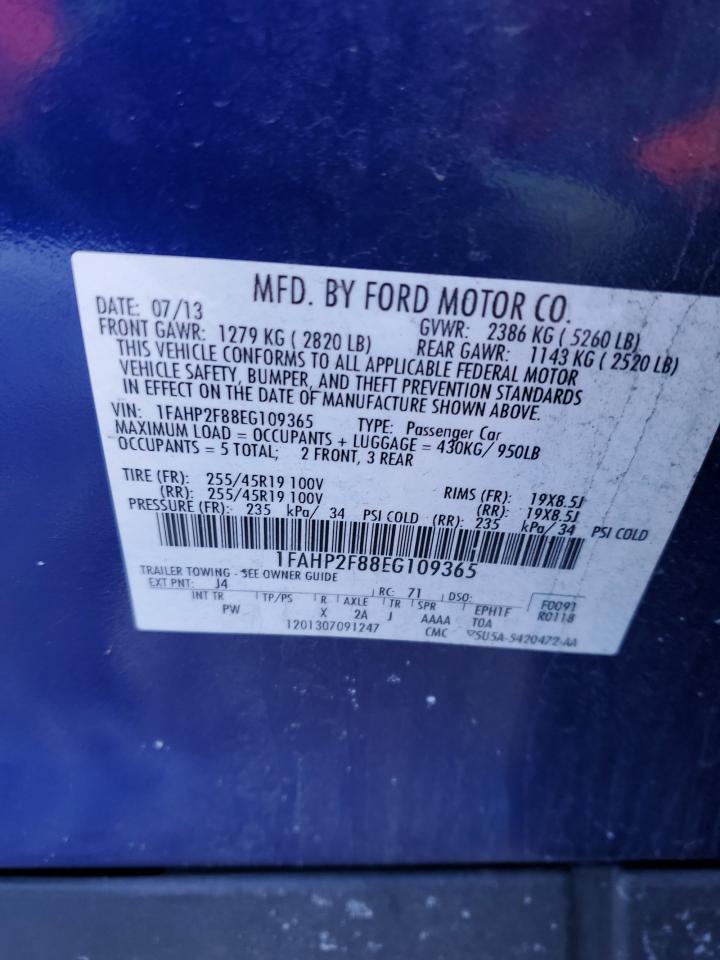 MFD. BY FORD MOTOR CO.
DATE: 07/13 GVWR: 2386 KG ( 5260 LB)
FRONT GAWR: 1279 KG ( 2820 LB) REAR GAWR: 1143 KG ( 2520 LB)
THIS VEHICLE CONFORMS TO ALL APPLICABLE FEDERAL MOTOR
VEHICLE SAFETY, BUMPER, AND THEFT PREVENTION STANDARDS
IN EFFECT ON THE DATE OF MANUFACTURE SHOWN ABOVE.
VIN: 1FAHP2F88EG109365 TYPE: Passenger Car
MAXIMUM LOAD = OCCUPANTS + LUGGAGE = 430KG/ 950LB
OCCUPANTS = 5 TOTAL; 2 FRONT, 3 REAR
TIRE (FR): 255/45R19 100V RIMS (FR): 19X8.5J
(RR): 255/45R19 100V (RR): 19X8.5J
PRESSURE (FR): 235 kPa/ 34 PSI COLD (RR): 235 kPa/ 34 PSI COLD
1FAHP2F88EG109365
TRAILER TOWING - SEE OWNER GUIDE
EXT PNT: J4 RC: 71 DSO:
INT TR TP/PS R AXLE TR SPR EPH1F F0091
PW X 2A J AAAA TOA R0118
1201307091247 CMC 5U5A-5420472-AA